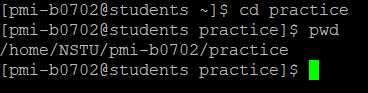 [pmi-b0702@students ~]$ cd practice
[pmi-b0702@students practice]$ pwd
/home/NSTU/pmi-b0702/practice
[pmi-b0702@students practice]$